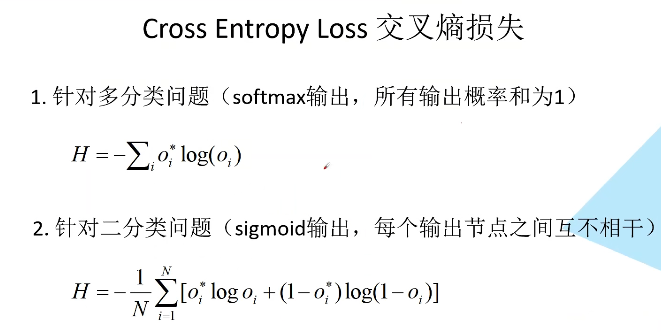 Cross Entropy Loss 交叉熵损失
1. 针对多分类问题（softmax输出，所有输出概率和为1）
H = -∑_i o_i^* log(o_i)
2. 针对二分类问题（sigmoid输出，每个输出节点之间互不相干）
H = -\frac{1}{N}∑_{i=1}^{N}[o_i^* log o_i + (1-o_i^*)log(1-o_i)]